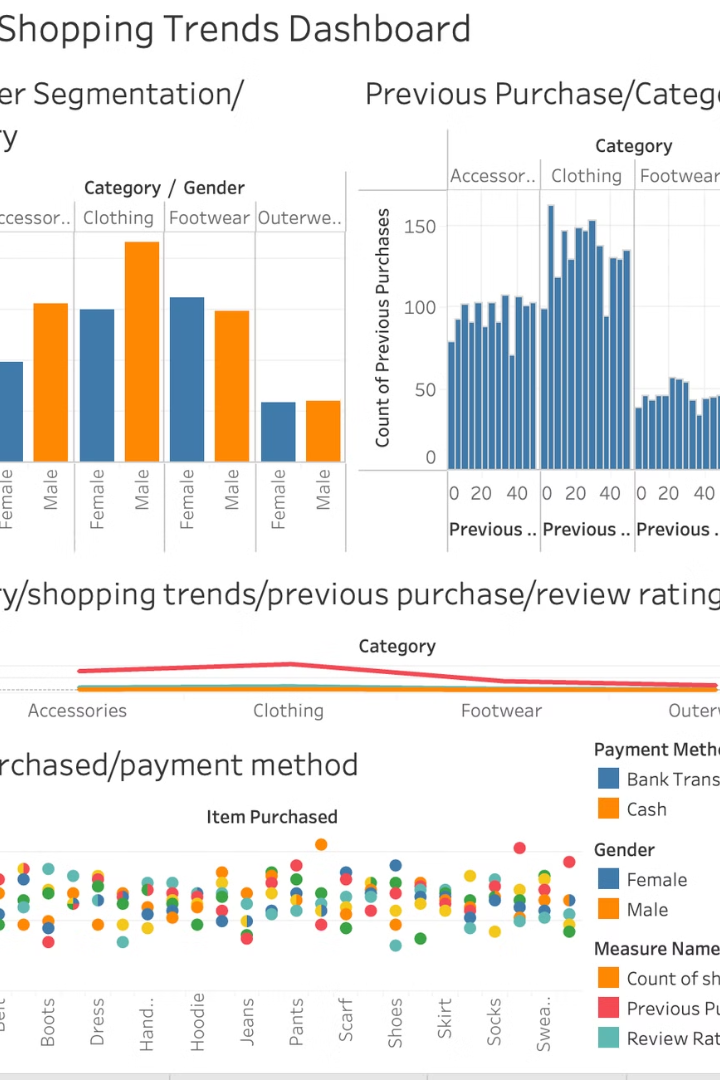 Shopping Trends Dashboard
er Segmentation/
ry
Category / Gender
ccessor.. Clothing Footwear Outerwe..
Female Male Female Male Female Male Female Male
Previous Purchase/Catego
Category
Accessor.. Clothing Footwear
Count of Previous Purchases
150
100
50
0
0 20 40 0 20 40 0 20 40
Previous .. Previous .. Previous ..
ry/shopping trends/previous purchase/review rating
Category
Accessories Clothing Footwear Outerw
rchased/payment method
Item Purchased
Belt Boots Dress Hand.. Hoodie Jeans Pants Scarf Shoes Skirt Socks Swea..
Payment Metho
Bank Trans
Cash
Gender
Female
Male
Measure Name
Count of sh
Previous Pu
Review Rat